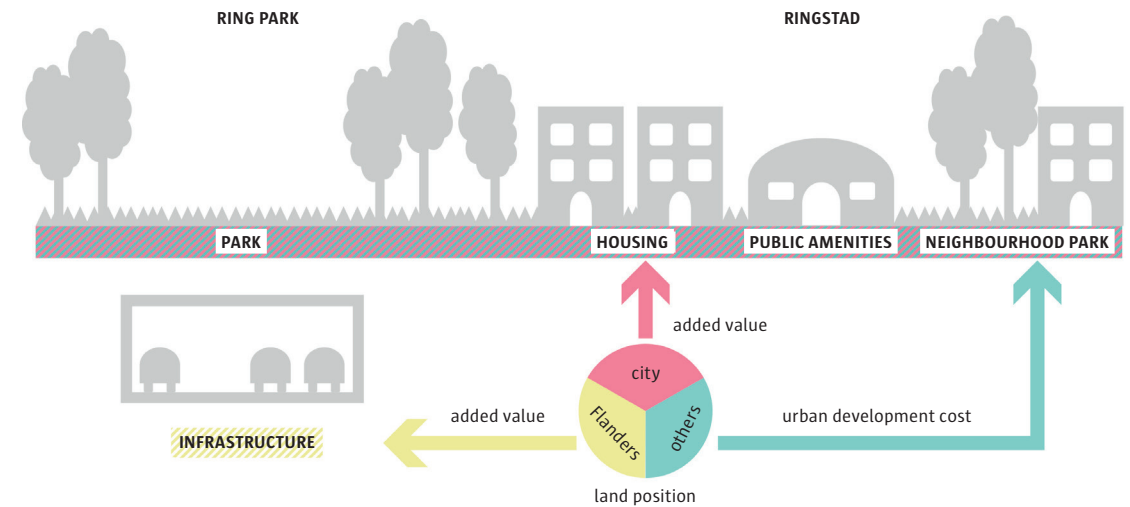 RING PARK
RINGSTAD
PARK
HOUSING
PUBLIC AMENITIES
NEIGHBOURHOOD PARK
added value
city
added value
Flanders
others
urban development cost
INFRASTRUCTURE
land position